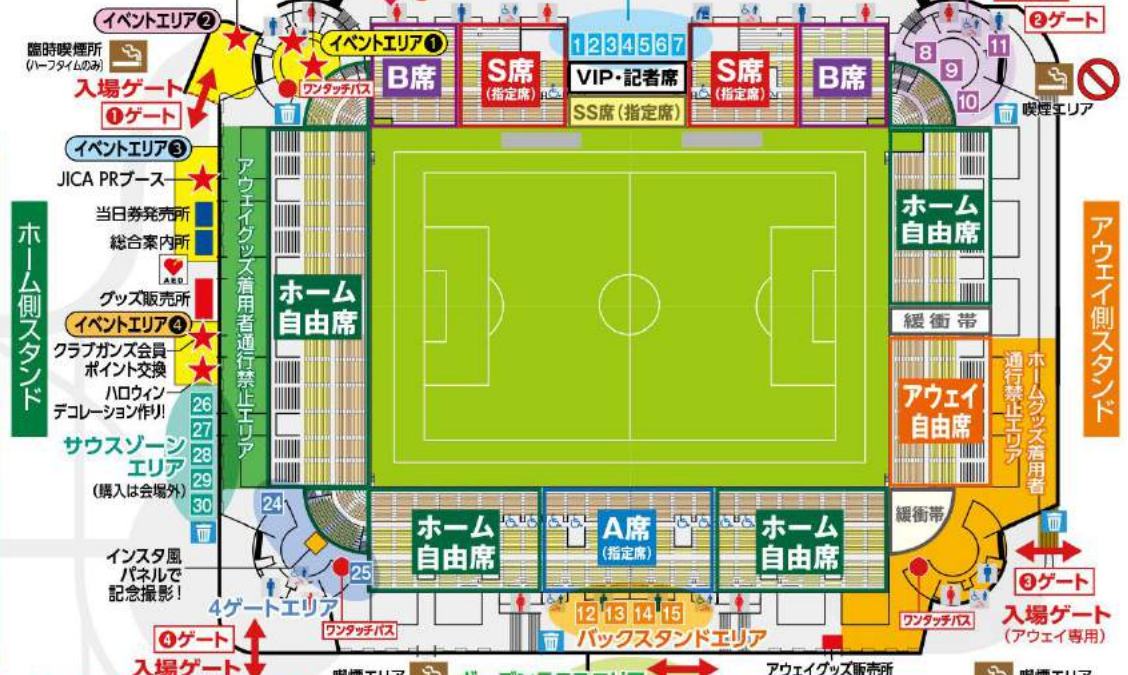 イベントエリア❷
イベントエリア❶
臨時喫煙所
(ハーフタイムのみ)
入場ゲート
❶ゲート
ワンタッチパス
B席
S席
(指定席)
1 2 3 4 5 6 7
VIP・記者席
SS席(指定席)
S席
(指定席)
B席
8
9
10
11
❷ゲート
喫煙エリア
イベントエリア❸
JICA PRブース
当日券発売所
総合案内所
AED
グッズ販売所
イベントエリア❹
クラブガンズ会員
ポイント交換
ハロウィン
デコレーション作り!
サウスゾーン
エリア
(購入は会場外)
26
27
28
29
30
ホーム側スタンド
アウェイグッズ着用者通行禁止エリア
ホーム
自由席
ホーム
自由席
緩衝帯
アウェイ
自由席
ホームグッズ着用者
通行禁止エリア
アウェイ側スタンド
24
25
インスタ風
パネルで
記念撮影!
4ゲートエリア
❹ゲート
入場ゲート
ワンタッチパス
ホーム
自由席
A席
(指定席)
ホーム
自由席
緩衝帯
12 13 14 15
バックスタンドエリア
ワンタッチパス
❸ゲート
入場ゲート
(アウェイ専用)
アウェイグッズ販売所
喫煙エリア
喫煙エリア